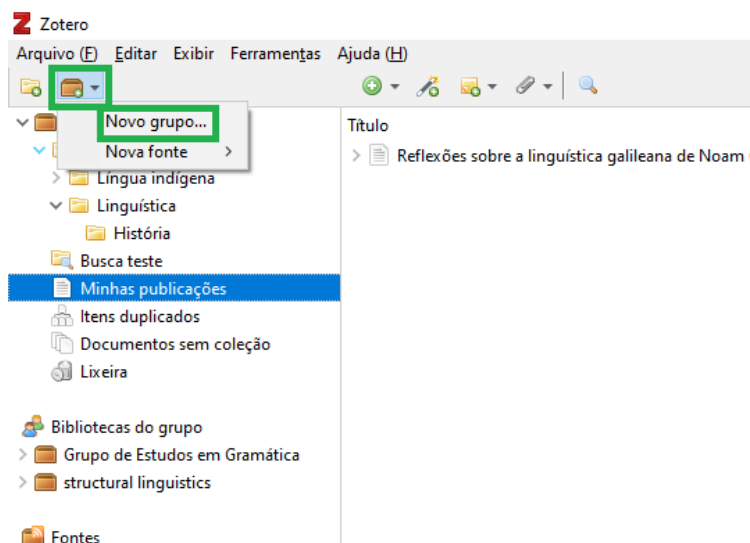 Zotero
Arquivo (F) Editar Exibir Ferramentas Ajuda (H)
Novo grupo...
Nova fonte
Língua indígena
Linguística
História
Busca teste
Minhas publicações
Itens duplicados
Documentos sem coleção
Lixeira
Bibliotecas do grupo
Grupo de Estudos em Gramática
structural linguistics
Fontes
Título
Reflexões sobre a linguística galileana de Noam